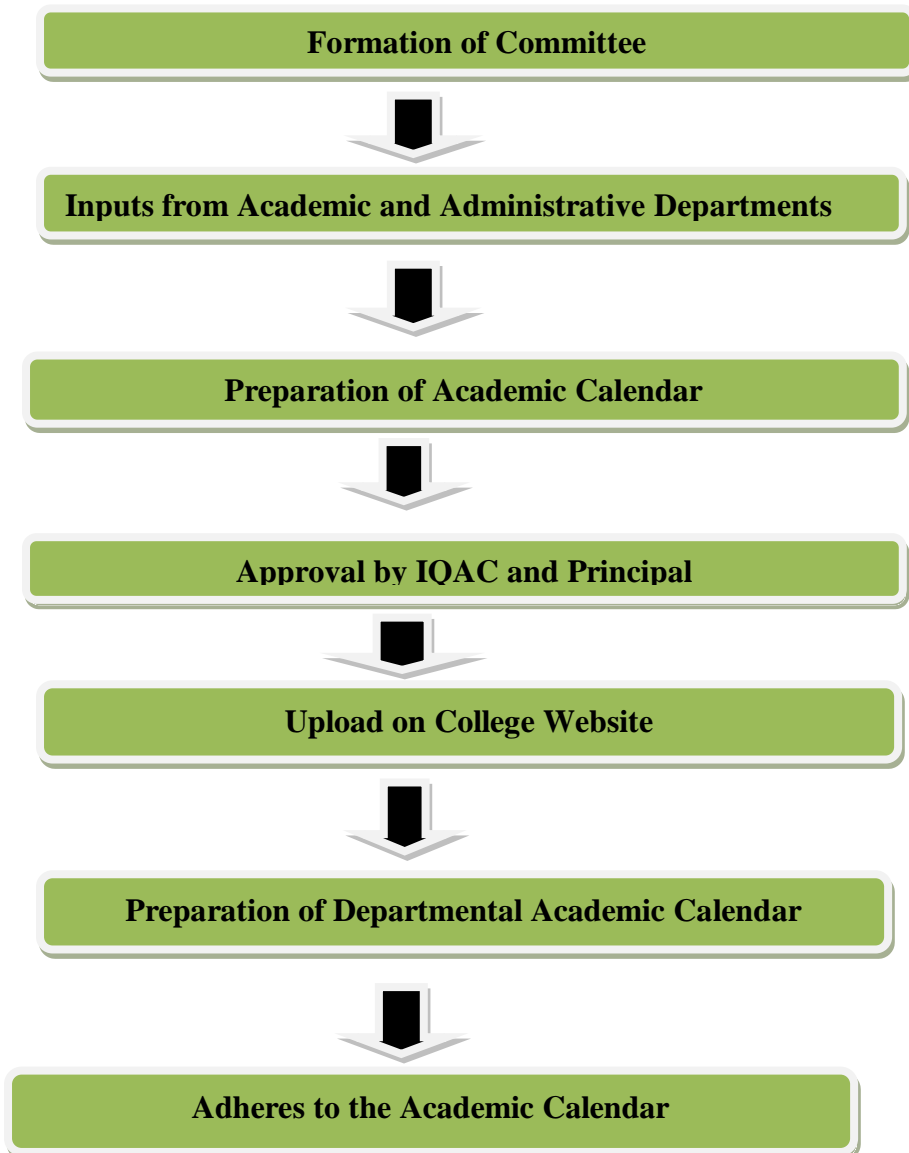 Formation of Committee
Inputs from Academic and Administrative Departments
Preparation of Academic Calendar
Approval by IQAC and Principal
Upload on College Website
Preparation of Departmental Academic Calendar
Adheres to the Academic Calendar